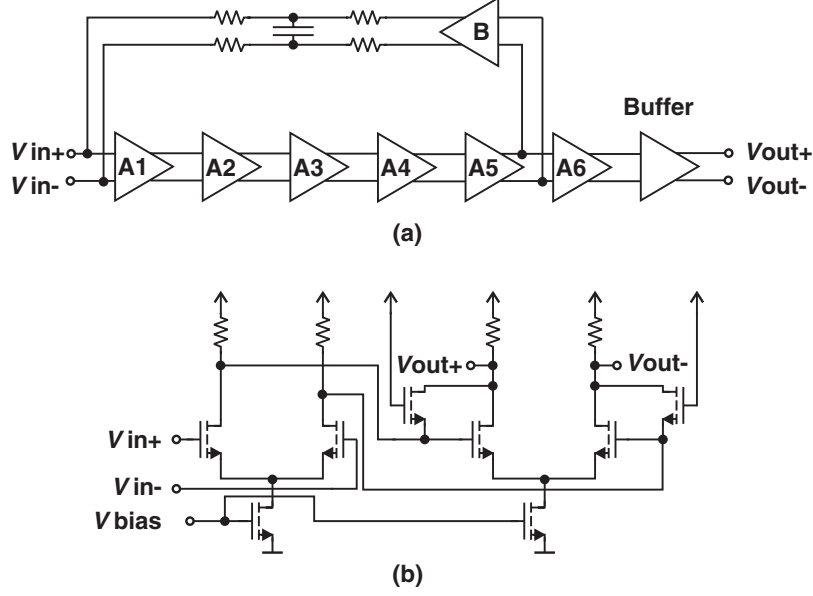 B
Buffer
Vin+
A1 A2 A3 A4 A5 A6
Vout+
Vin-
Vout-
(a)
Vout+
Vout-
Vin+
Vin-
Vbias
(b)